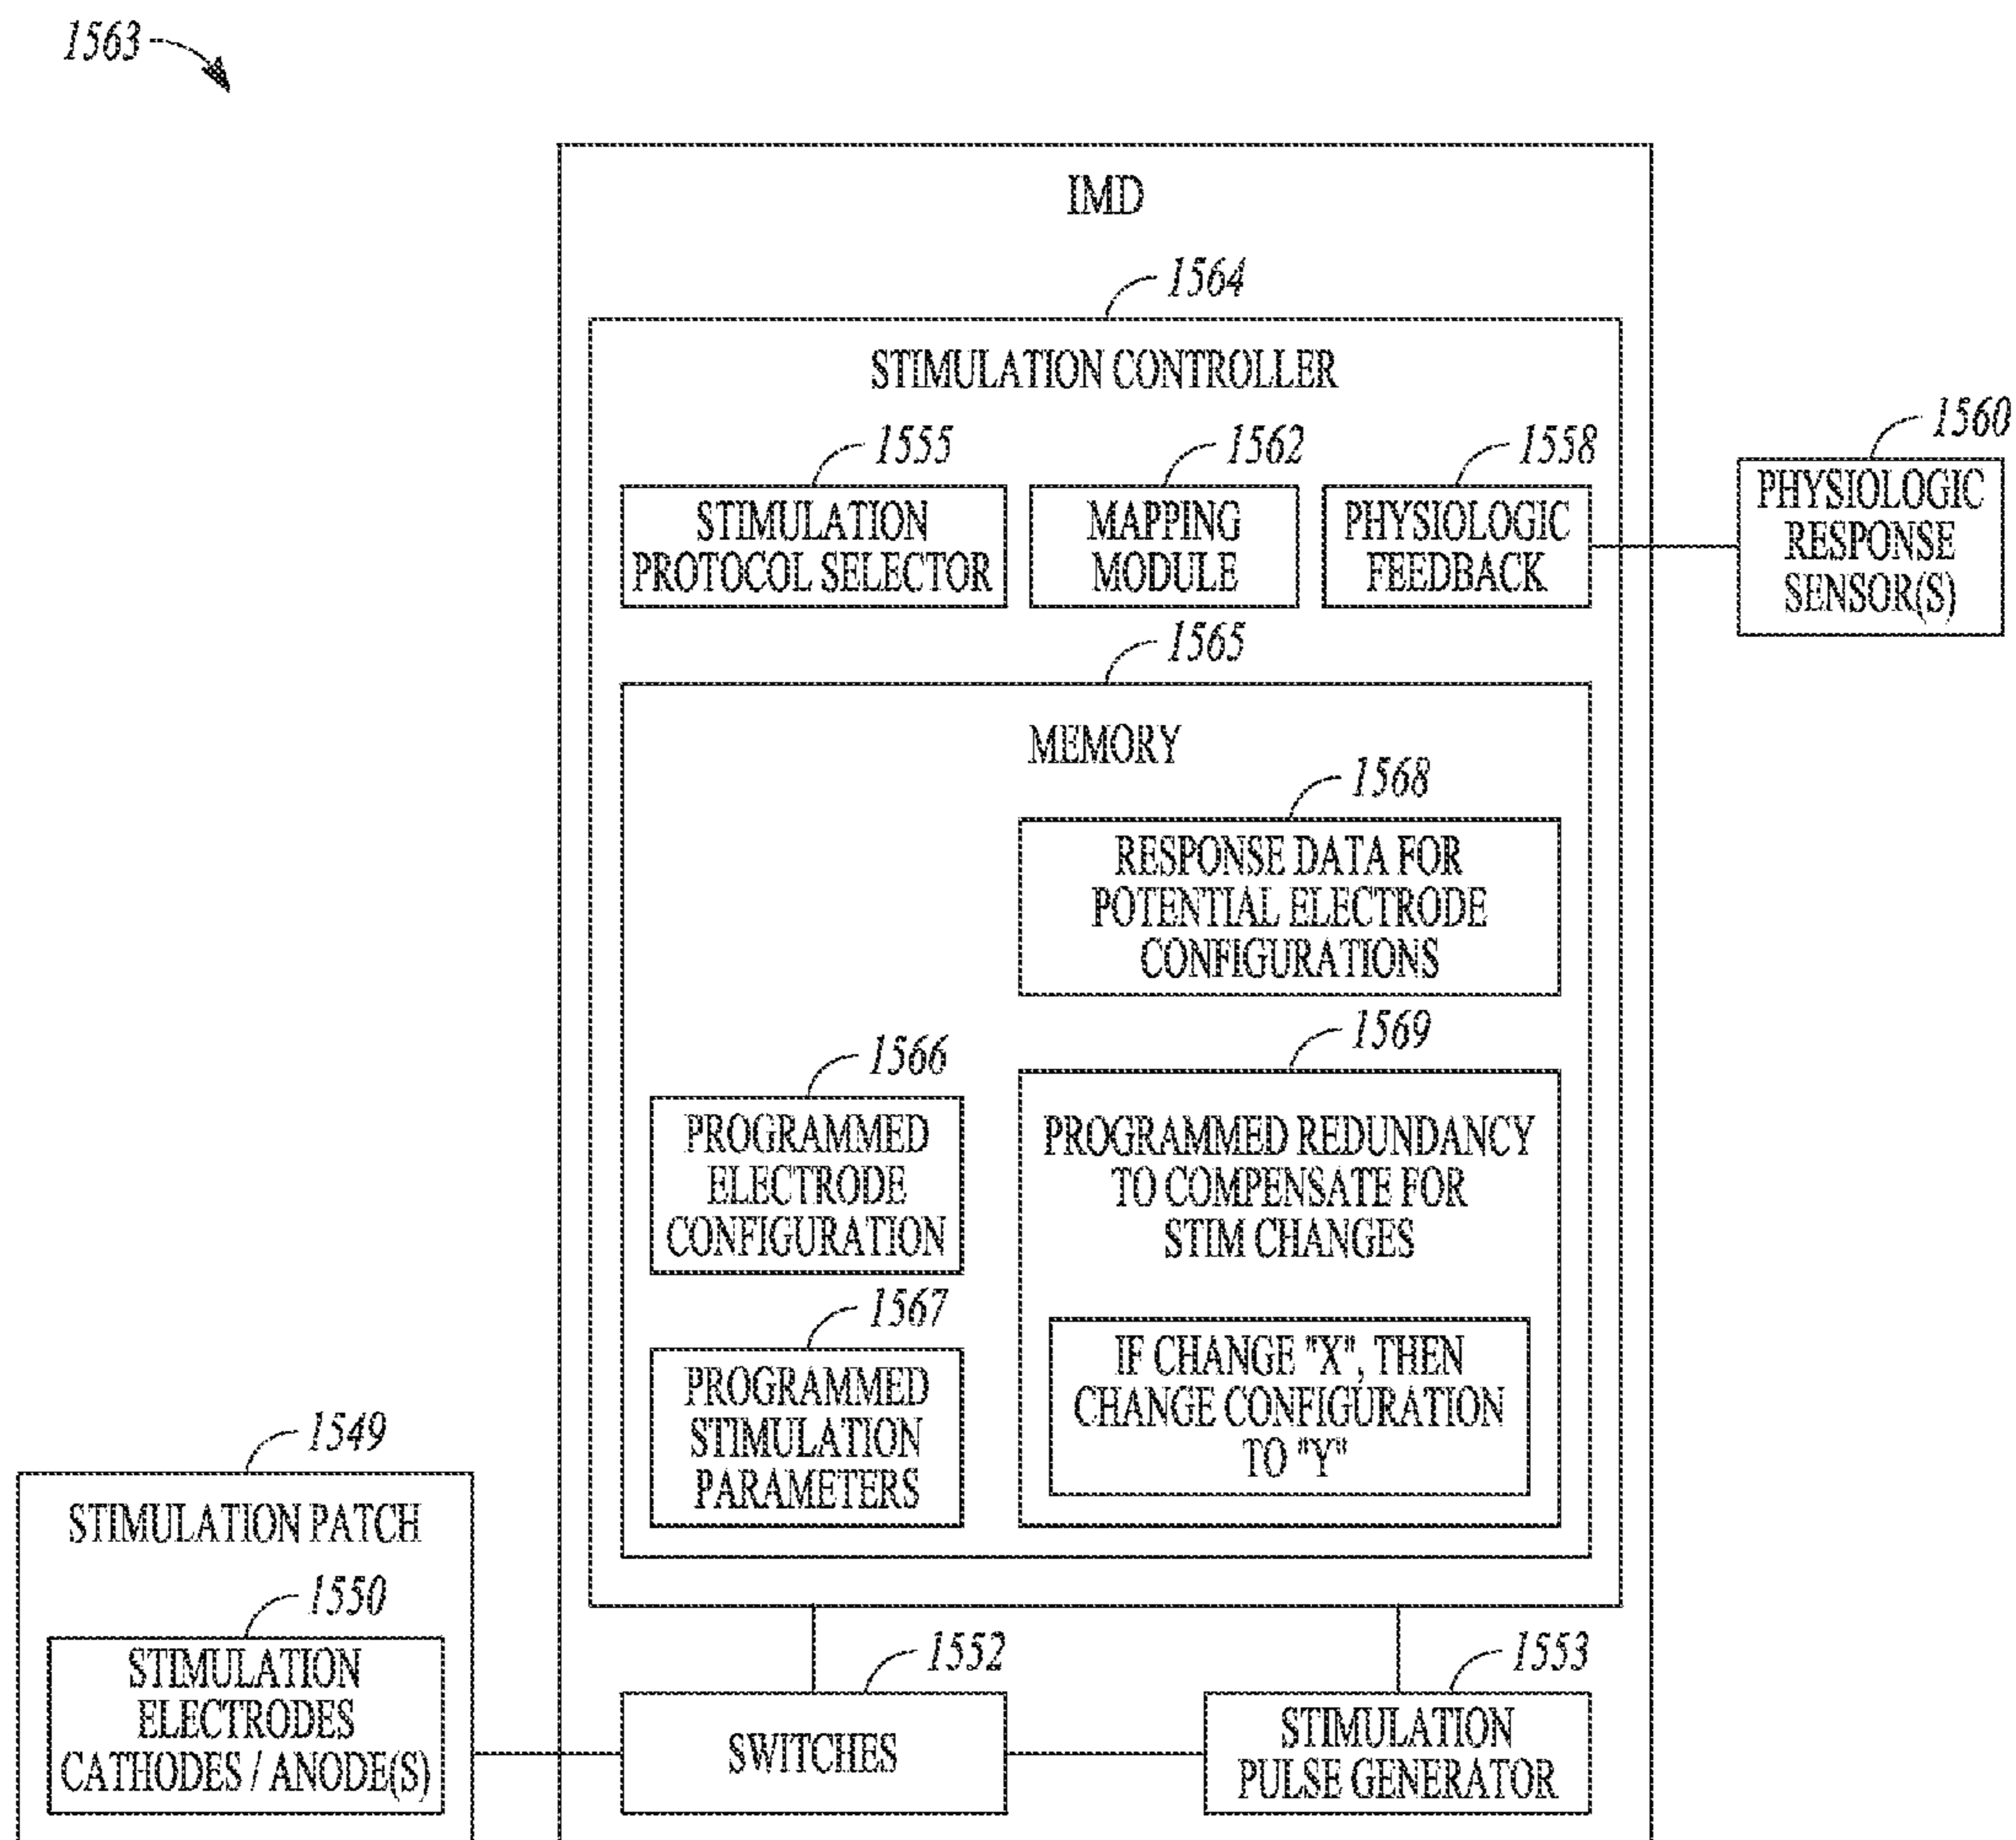 1563
IMD
1564
STIMULATION CONTROLLER
1555
1562
1558
1560
STIMULATION
PROTOCOL SELECTOR
MAPPING
MODULE
PHYSIOLOGIC
FEEDBACK
PHYSIOLOGIC
RESPONSE
SENSOR(S)
1565
MEMORY
1568
RESPONSE DATA FOR
POTENTIAL ELECTRODE
CONFIGURATIONS
1566
PROGRAMMED
ELECTRODE
CONFIGURATION
1569
PROGRAMMED REDUNDANCY
TO COMPENSATE FOR
STIM CHANGES
IF CHANGE "X", THEN
CHANGE CONFIGURATION
TO "Y"
1567
PROGRAMMED
STIMULATION
PARAMETERS
1549
STIMULATION PATCH
1550
STIMULATION
ELECTRODES
CATHODES / ANODE(S)
1552
SWITCHES
1553
STIMULATION
PULSE GENERATOR